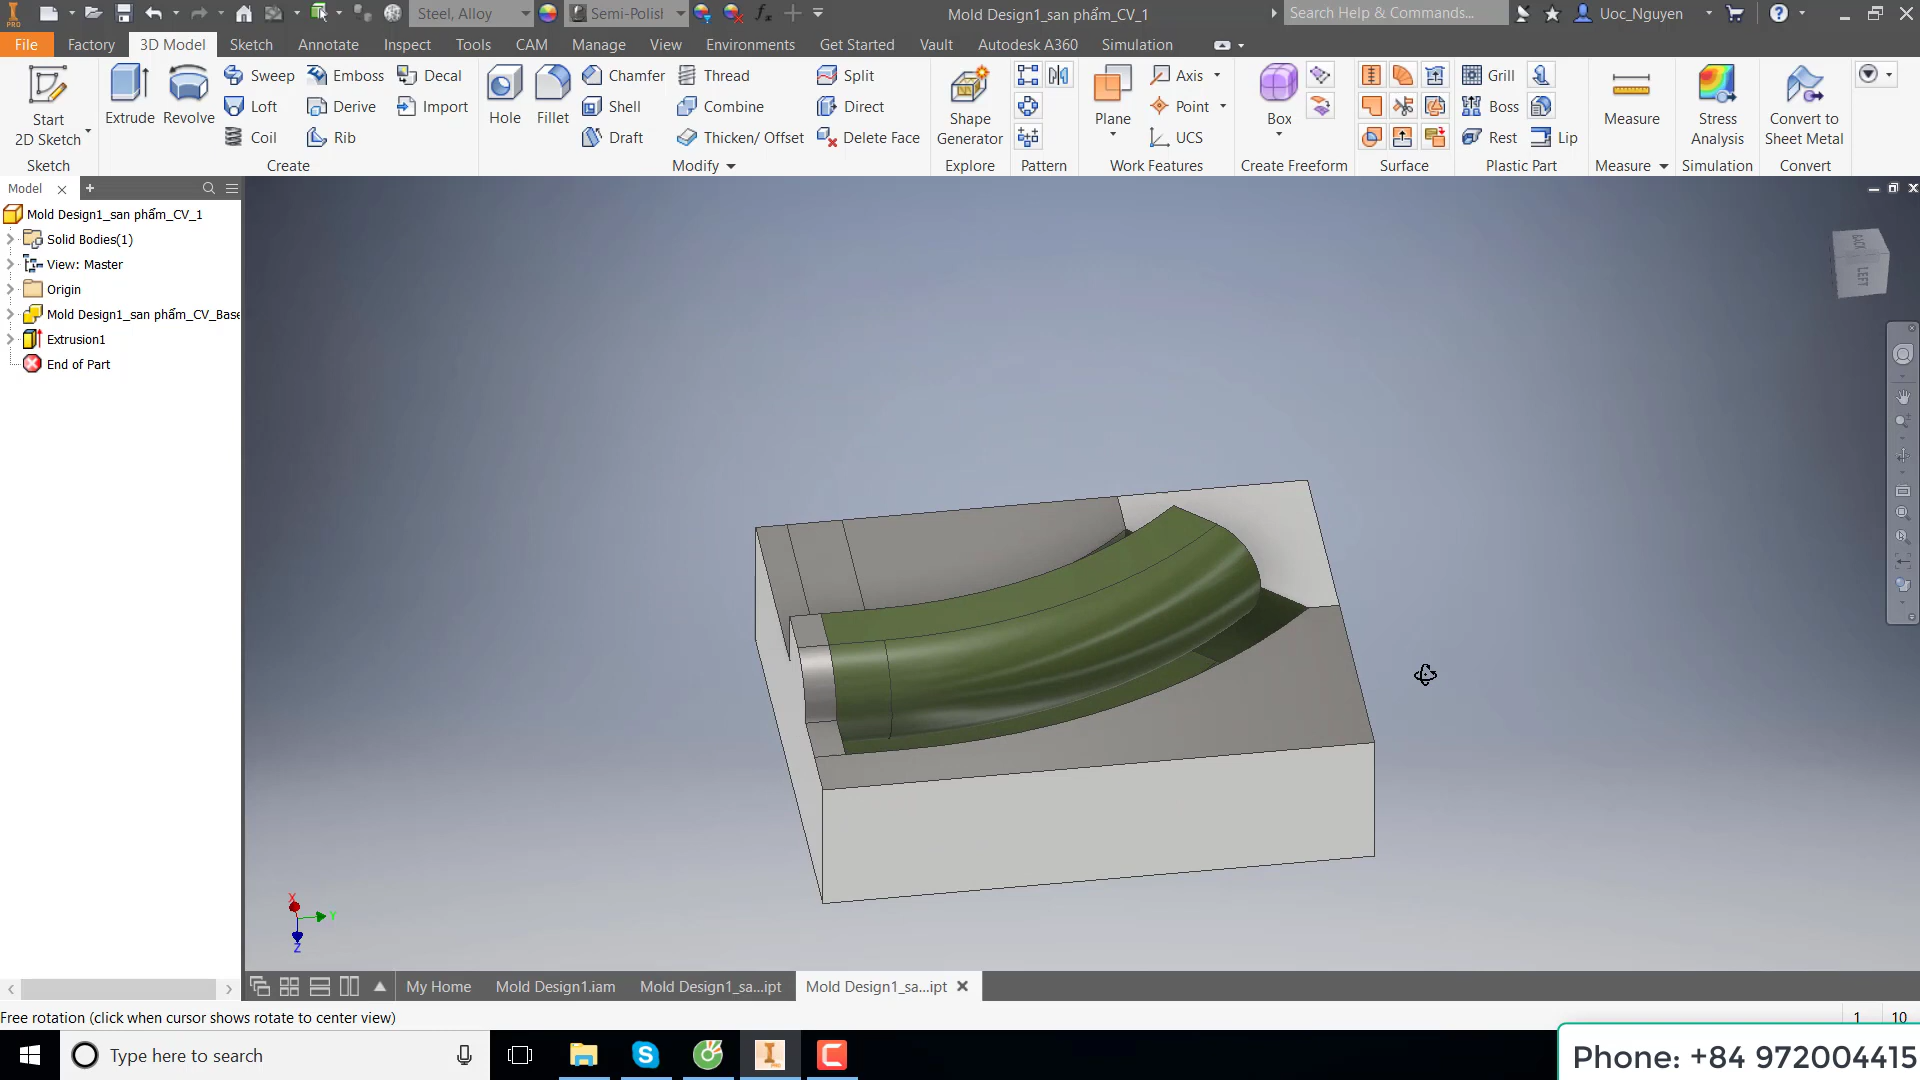 PRO
Steel, Alloy
Semi-Polish
Mold Design1_san phẩm_CV_1
Search Help & Commands...
Uoc_Nguyen
File
Factory
3D Model
Sketch
Annotate
Inspect
Tools
CAM
Manage
View
Environments
Get Started
Vault
Autodesk A360
Simulation
Start
2D Sketch
Extrude
Revolve
Sweep
Loft
Coil
Emboss
Derive
Rib
Decal
Import
Hole
Fillet
Chamfer
Shell
Draft
Thread
Combine
Thicken/ Offset
Split
Direct
Delete Face
Shape
Generator
Plane
Axis
Point
UCS
Box
Grill
Boss
Rest
Lip
Measure
Stress
Analysis
Convert to
Sheet Metal
Sketch
Create
Modify
Explore
Pattern
Work Features
Create Freeform
Surface
Plastic Part
Measure
Simulation
Convert
Model
Mold Design1_san phẩm_CV_1
Solid Bodies(1)
View: Master
Origin
Mold Design1_san phẩm_CV_Base
Extrusion1
End of Part
BACK
LEFT
X
Y
Z
My Home
Mold Design1.iam
Mold Design1_sa...ipt
Mold Design1_sa...ipt
Free rotation (click when cursor shows rotate to center view)
1
10
Type here to search
Phone: +84 972004415